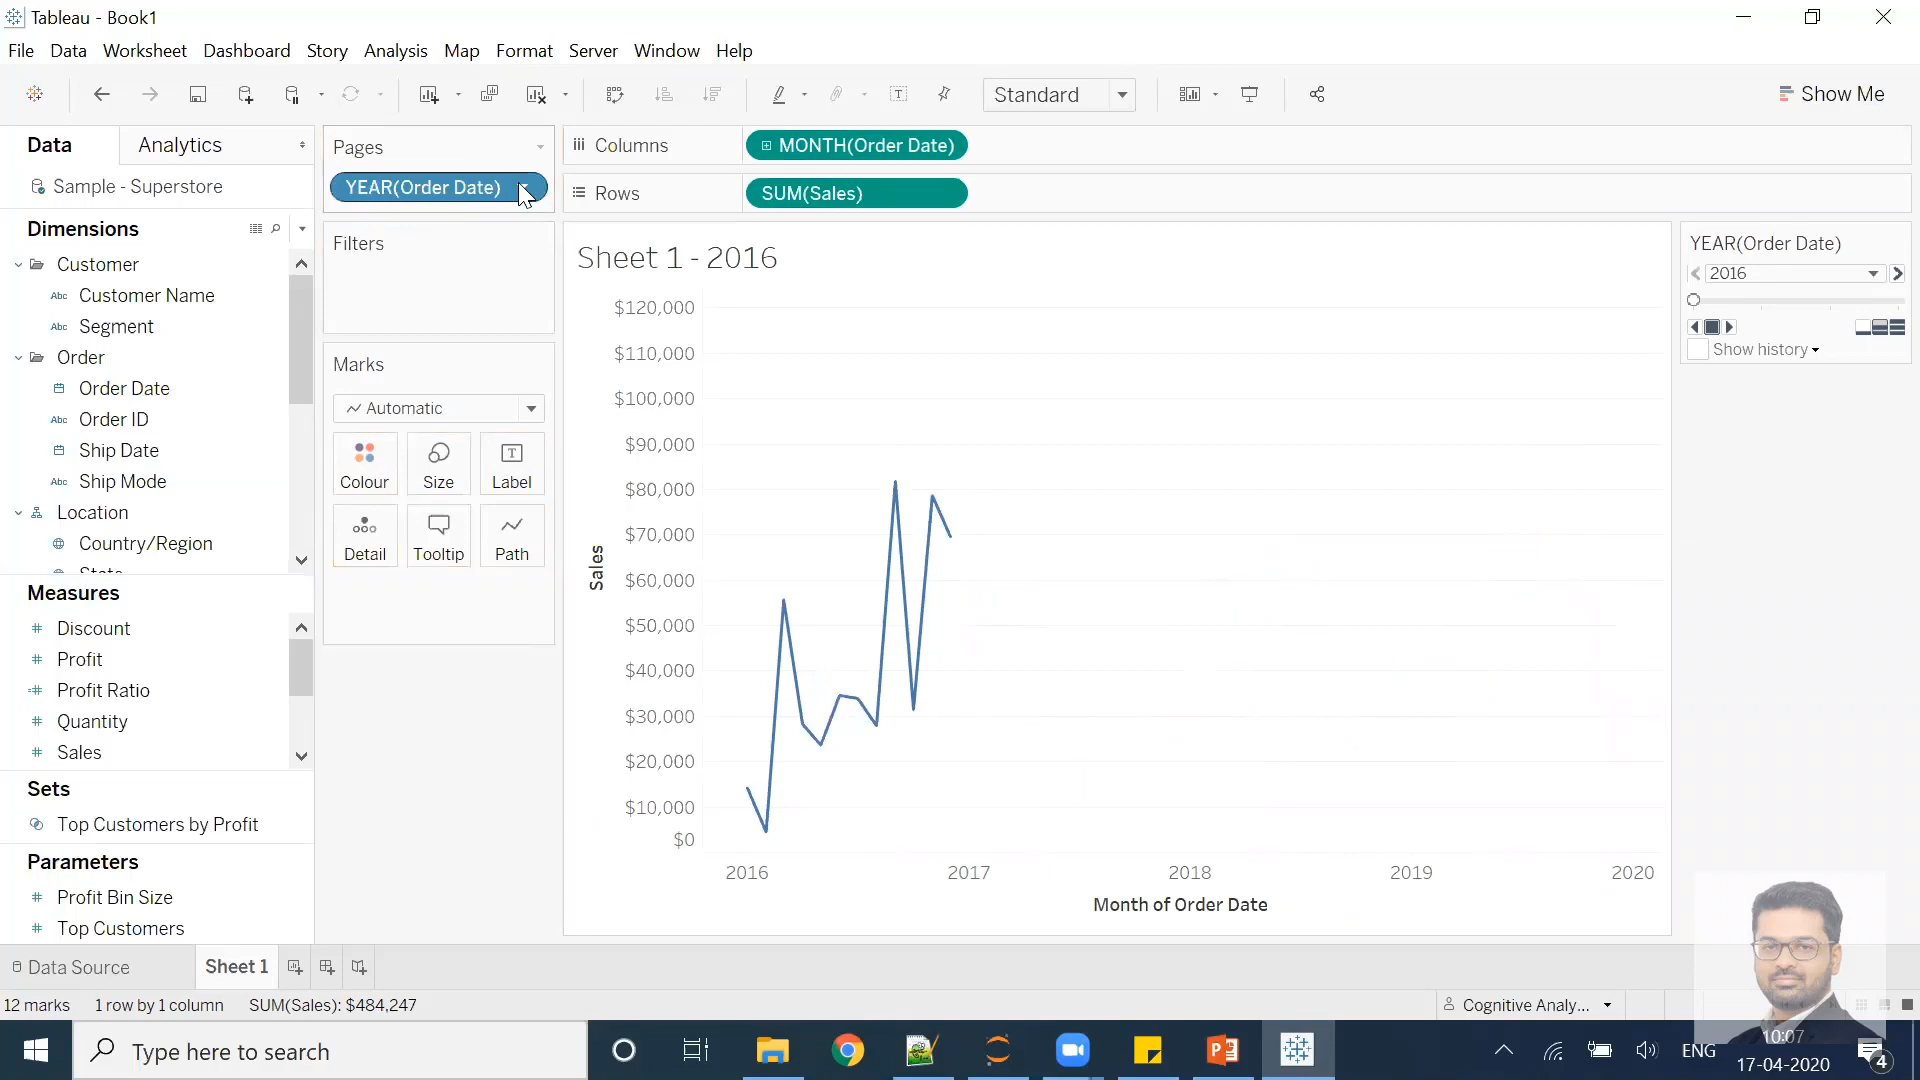 Tableau - Book1
File Data Worksheet Dashboard Story Analysis Map Format Server Window Help
Standard
Show Me
Data
Analytics
Sample - Superstore
Dimensions
Customer
Abc Customer Name
Abc Segment
Order
Order Date
Abc Order ID
Ship Date
Abc Ship Mode
Location
Country/Region
Measures
# Discount
# Profit
=# Profit Ratio
# Quantity
# Sales
Sets
Top Customers by Profit
Parameters
# Profit Bin Size
# Top Customers
Pages
YEAR(Order Date)
Filters
Marks
Automatic
Colour
Size
Label
Detail
Tooltip
Path
Columns
MONTH(Order Date)
Rows
SUM(Sales)
Sheet 1 - 2016
$120,000
$110,000
$100,000
$90,000
$80,000
$70,000
$60,000
$50,000
$40,000
$30,000
$20,000
$10,000
$0
Sales
2016 2017 2018 2019 2020
Month of Order Date
YEAR(Order Date)
2016
Show history
Data Source
Sheet 1
12 marks 1 row by 1 column SUM(Sales): $484,247
Cognitive Analy...
Type here to search
ENG
10:07
17-04-2020
4